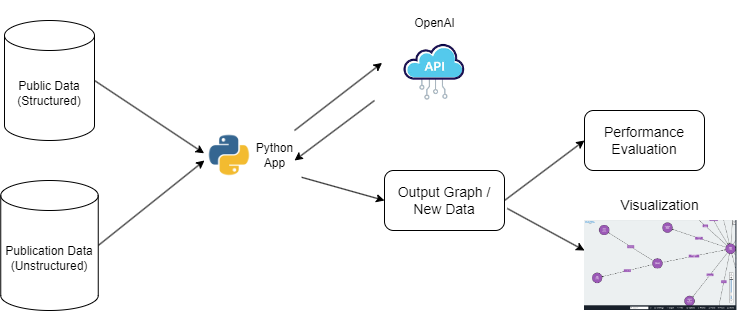 OpenAI
API
Public Data
(Structured)
Python
App
Performance
Evaluation
Output Graph /
New Data
Visualization
Publication Data
(Unstructured)